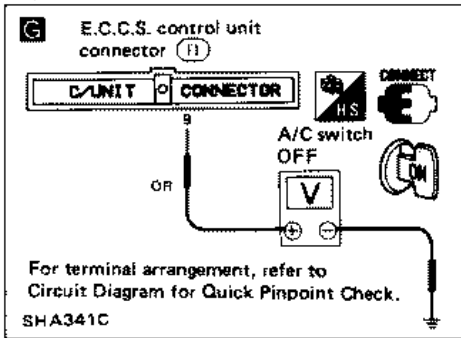 G E.C.C.S. control unit
connector
C/UNIT CONNECTOR
H.S
CONNECT
9
A/C switch
OFF
ON
OR
V
+ −
For terminal arrangement, refer to
Circuit Diagram for Quick Pinpoint Check.
SHA341C